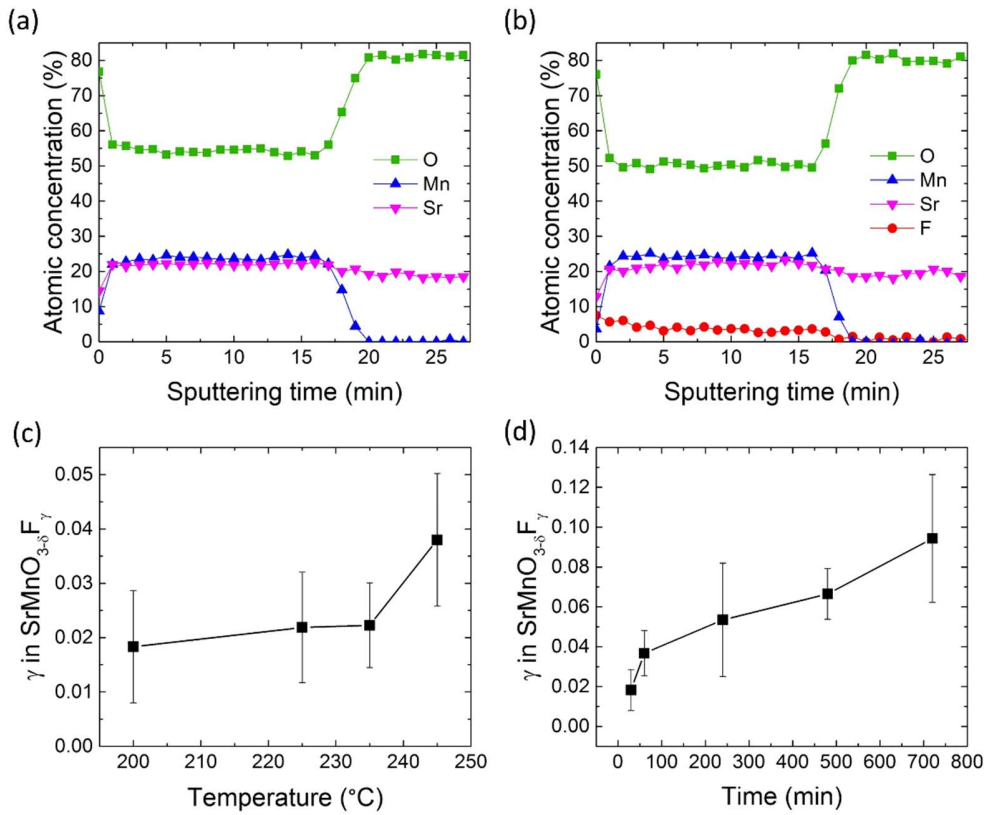 (a)
Atomic concentration (%)
80
70
60
50
40
30
20
10
0
O
Mn
Sr
0 5 10 15 20 25
Sputtering time (min)
(b)
Atomic concentration (%)
80
70
60
50
40
30
20
10
0
O
Mn
Sr
F
0 5 10 15 20 25
Sputtering time (min)
(c)
γ in SrMnO3-δFγ
0.05
0.04
0.03
0.02
0.01
0.00
200 210 220 230 240 250
Temperature (°C)
(d)
γ in SrMnO3-δFγ
0.14
0.12
0.10
0.08
0.06
0.04
0.02
0.00
0 100 200 300 400 500 600 700 800
Time (min)